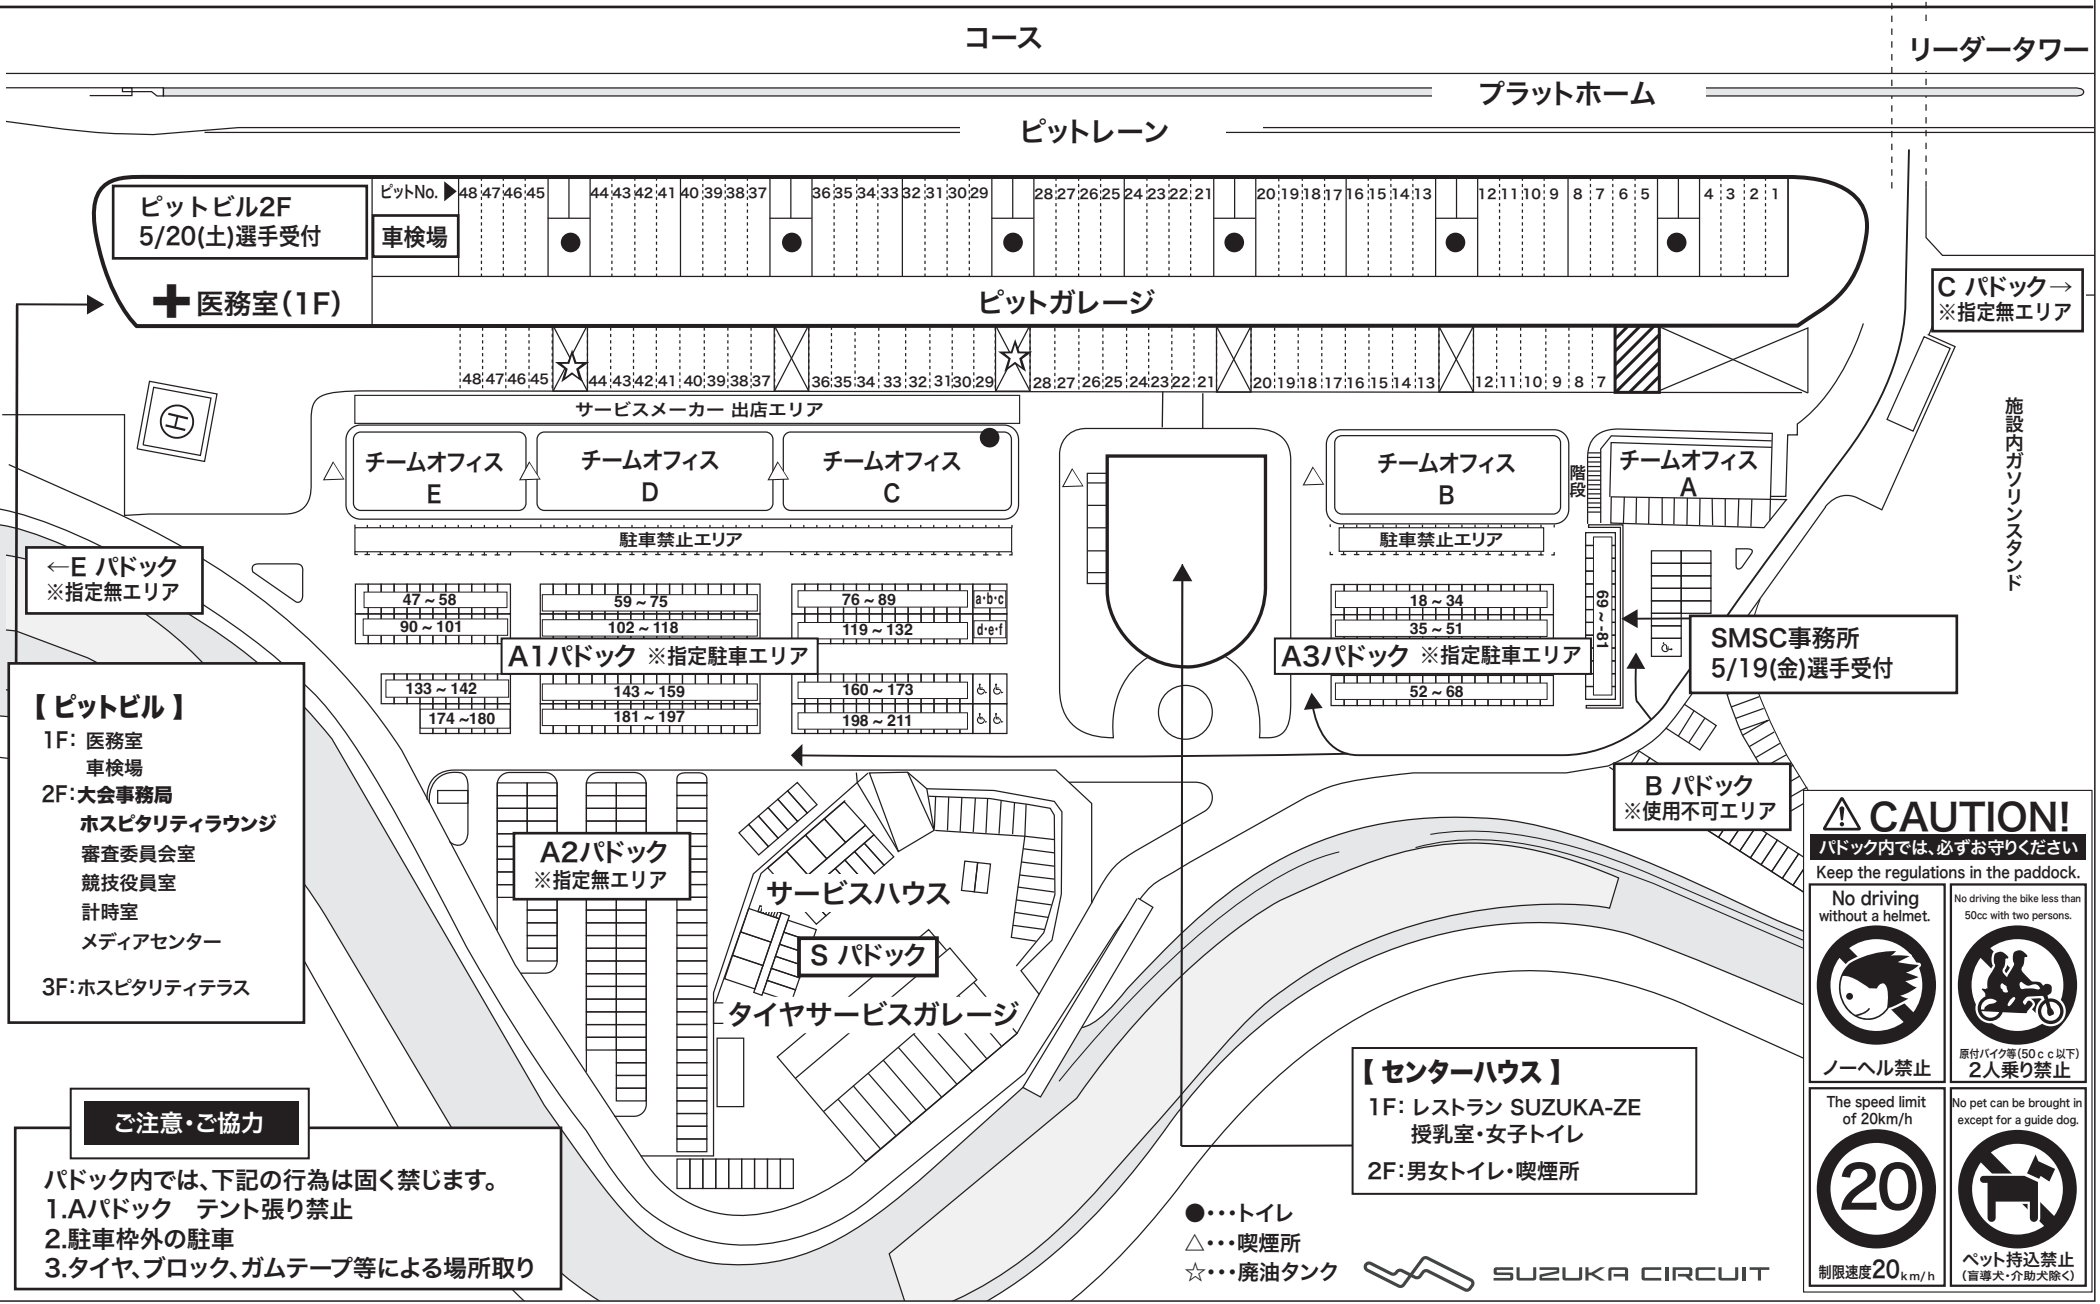 コース
リーダータワー
プラットホーム
ピットレーン
ピットビル2F
5/20(土)選手受付
ピットNo.
車検場
48 47 46 45 44 43 42 41 40 39 38 37 36 35 34 33 32 31 30 29 28 27 26 25 24 23 22 21 20 19 18 17 16 15 14 13 12 11 10 9 8 7 6 5 4 3 2 1
医務室(1F)
ピットガレージ
C パドック→
※指定無エリア
48 47 46 45 44 43 42 41 40 39 38 37 36 35 34 33 32 31 30 29 28 27 26 25 24 23 22 21 20 19 18 17 16 15 14 13 12 11 10 9 8 7
サービスメーカー 出店エリア
H
チームオフィス
E
チームオフィス
D
チームオフィス
C
チームオフィス
B
階段
チームオフィス
A
施設内ガソリンスタンド
駐車禁止エリア
駐車禁止エリア
←E パドック
※指定無エリア
47～58
59～75
76～89
a・b・c
90～101
102～118
119～132
d・e・f
A1パドック ※指定駐車エリア
133～142
143～159
160～173
174～180
181～197
198～211
18～34
35～51
A3パドック ※指定駐車エリア
52～68
69～-81
SMSC事務所
5/19(金)選手受付
B パドック
※使用不可エリア
【 ピットビル 】
1F: 医務室
車検場
2F:大会事務局
ホスピタリティラウンジ
審査委員会室
競技役員室
計時室
メディアセンター
3F:ホスピタリティテラス
A2パドック
※指定無エリア
サービスハウス
S パドック
タイヤサービスガレージ
【 センターハウス 】
1F: レストラン SUZUKA-ZE
授乳室・女子トイレ
2F:男女トイレ・喫煙所
ご注意・ご協力
パドック内では、下記の行為は固く禁じます。
1.Aパドック　テント張り禁止
2.駐車枠外の駐車
3.タイヤ、ブロック、ガムテープ等による場所取り
●・・・トイレ
△・・・喫煙所
☆・・・廃油タンク
SUZUKA CIRCUIT
CAUTION!
パドック内では、必ずお守りください
Keep the regulations in the paddock.
No driving
without a helmet.
ノーヘル禁止
No driving the bike less than
50cc with two persons.
原付バイク等(50ｃｃ以下)
2人乗り禁止
The speed limit
of 20km/h
20
制限速度20km/h
No pet can be brought in
except for a guide dog.
ペット持込禁止
(盲導犬・介助犬除く)